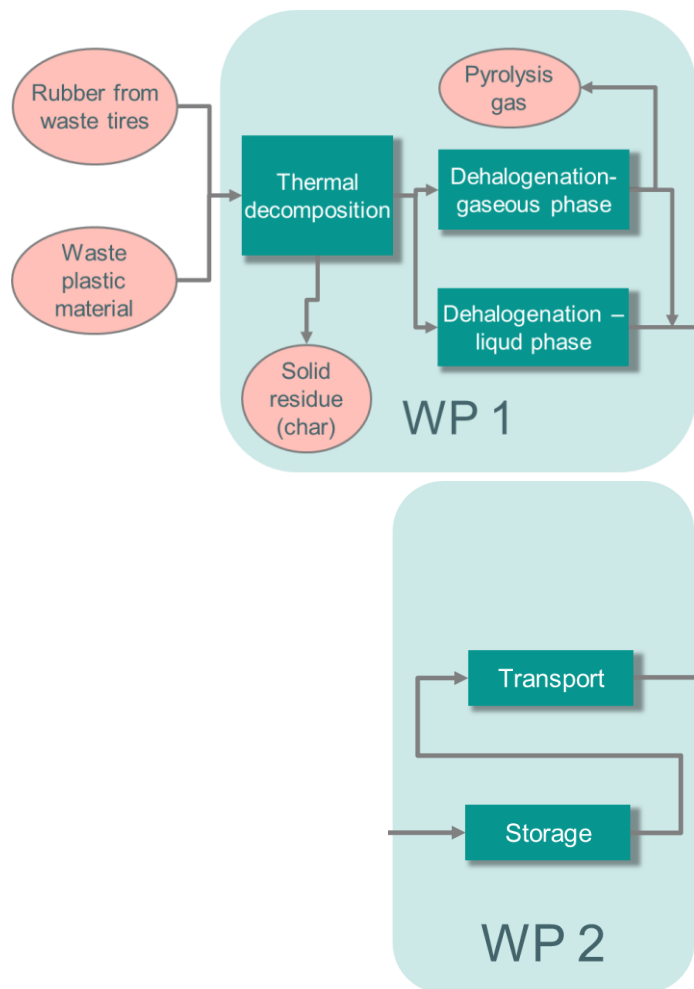 Rubber from
waste tires
Waste
plastic
material
Thermal
decomposition
Pyrolysis
gas
Dehalogenation-
gaseous phase
Dehalogenation –
liqud phase
Solid
residue
(char)
WP 1
Transport
Storage
WP 2